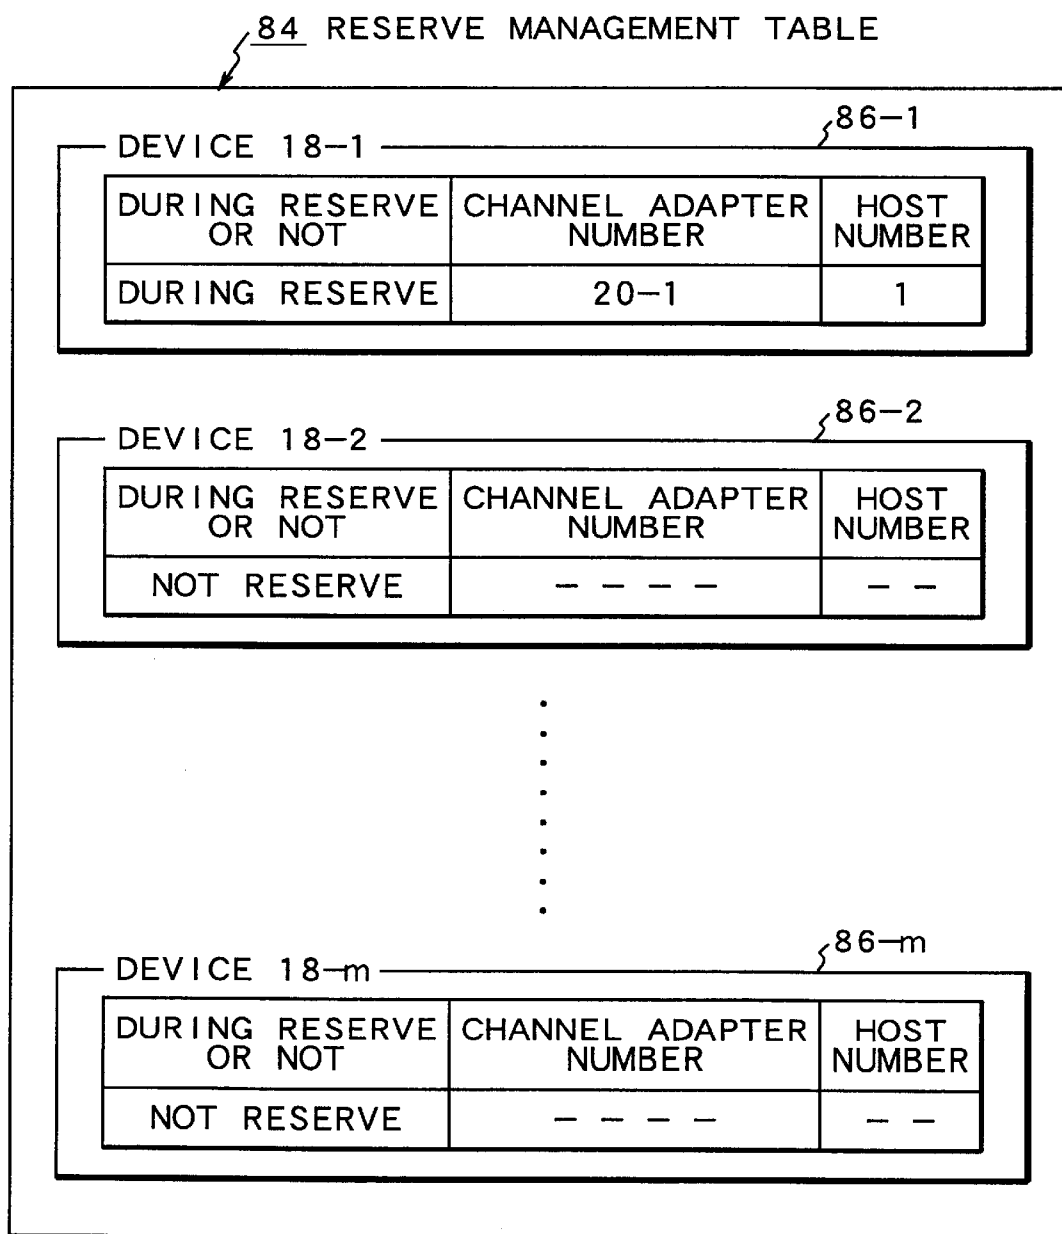 84 RESERVE MANAGEMENT TABLE
86-1
DEVICE 18-1
DURING RESERVE OR NOT
CHANNEL ADAPTER NUMBER
HOST NUMBER
DURING RESERVE
20-1
1
86-2
DEVICE 18-2
DURING RESERVE OR NOT
CHANNEL ADAPTER NUMBER
HOST NUMBER
NOT RESERVE
- - - -
- -
86-m
DEVICE 18-m
DURING RESERVE OR NOT
CHANNEL ADAPTER NUMBER
HOST NUMBER
NOT RESERVE
- - - -
- -